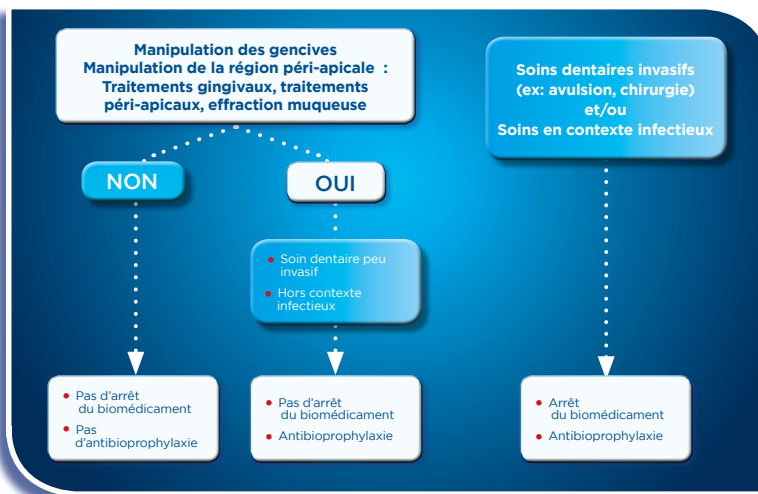 Manipulation des gencives
Manipulation de la région péri-apicale :
Traitements gingivaux, traitements
péri-apicaux, effraction muqueuse
Soins dentaires invasifs
(ex: avulsion, chirurgie)
et/ou
Soins en contexte infectieux
NON
OUI
• Soin dentaire peu
invasif
• Hors contexte
infectieux
• Pas d’arrêt
du biomédicament
• Pas
d’antibioprophylaxie
• Pas d’arrêt
du biomédicament
• Antibioprophylaxie
• Arrêt
du biomédicament
• Antibioprophylaxie